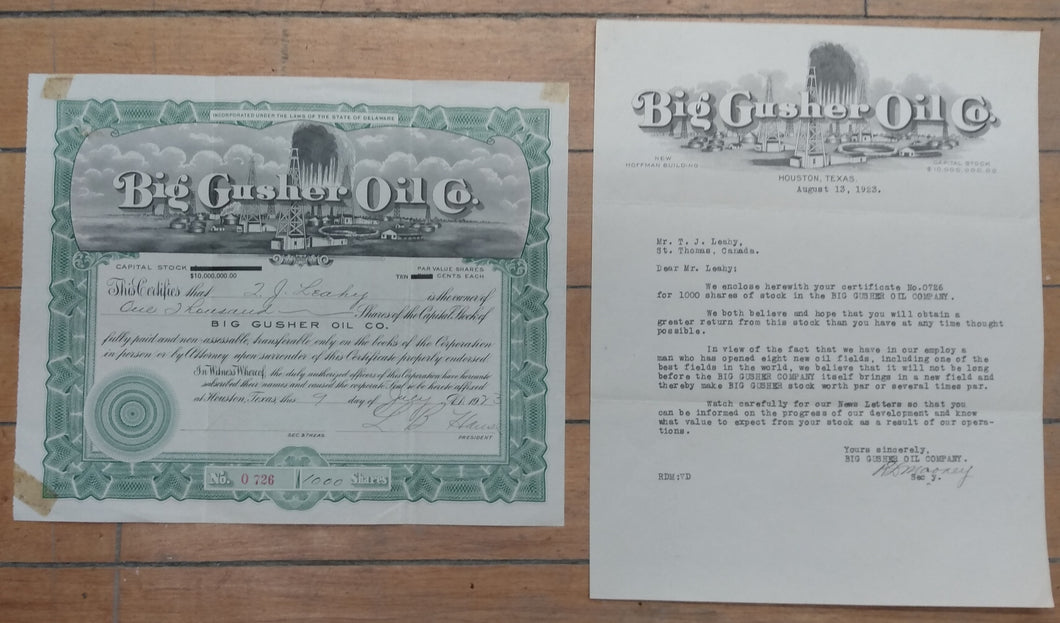 INCORPORATED UNDER THE LAWS OF THE STATE OF DELAWARE
Big Gusher Oil Co.
CAPITAL STOCK
$10,000,000.00
PAR VALUE SHARES
TEN CENTS EACH
This Certifies that T. J. Leahy is the owner of
One Thousand Shares of the Capital Stock of
BIG GUSHER OIL CO.
fully paid and non-assessable, transferable only on the books of the Corporation
in person or by Attorney upon surrender of this Certificate properly endorsed.
In Witness Whereof, the duly authorized officers of this Corporation have hereunto
subscribed their names and caused the corporate Seal to be hereto affixed
at Houston, Texas, this 9 day of July A.D. 1923
SEC & TREAS.
PRESIDENT
No. 0 726 1000 Shares
Big Gusher Oil Co.
NEW
HOFFMAN BUILDING
CAPITAL STOCK
$10,000,000.00
HOUSTON, TEXAS,
August 13, 1923.
Mr. T. J. Leahy,
St. Thomas, Canada.
Dear Mr. Leahy:
We enclose herewith your certificate No.0726
for 1000 shares of stock in the BIG GUSHER OIL COMPANY.
We both believe and hope that you will obtain a
greater return from this stock than you have at any time thought
possible.
In view of the fact that we have in our employ a
man who has opened eight new oil fields, including one of the
best fields in the world, we believe that it will not be long
before the BIG GUSHER COMPANY itself brings in a new field and
thereby make BIG GUSHER stock worth par or several times par.
Watch carefully for our News Letters so that you
can be informed on the progress of our development and know
what value to expect from your stock as a result of our opera-
tions.
Yours sincerely,
BIG GUSHER OIL COMPANY.
Mooney
Sec'y.
RDM:VD